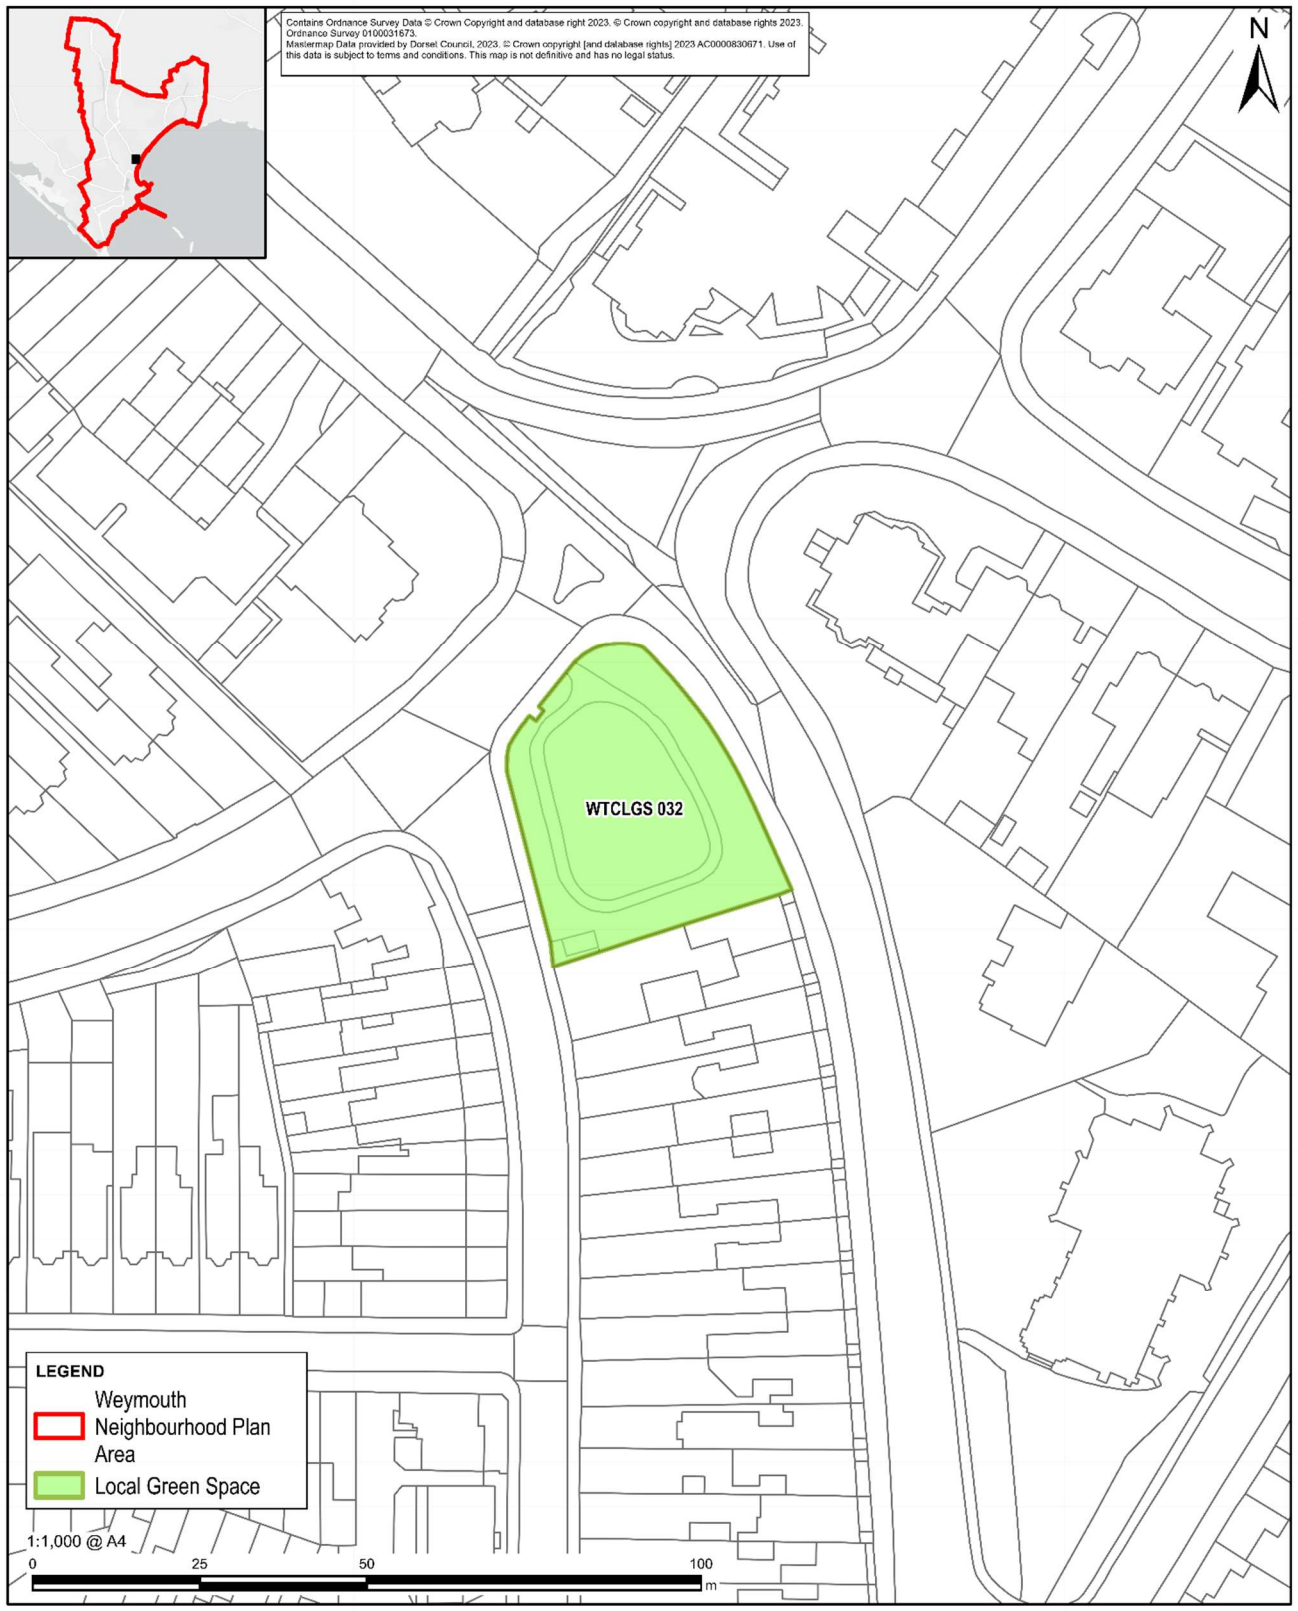 Contains Ordnance Survey Data © Crown Copyright and database right 2023. © Crown copyright and database rights 2023.
Ordnance Survey 0100031673.
Mastermap Data provided by Dorset Council, 2023. © Crown copyright [and database rights] 2023 AC0000830671. Use of
this data is subject to terms and conditions. This map is not definitive and has no legal status.
N
WTCLGS 032
LEGEND
Weymouth
Neighbourhood Plan
Area
Local Green Space
1:1,000 @ A4
0 25 50 100
m